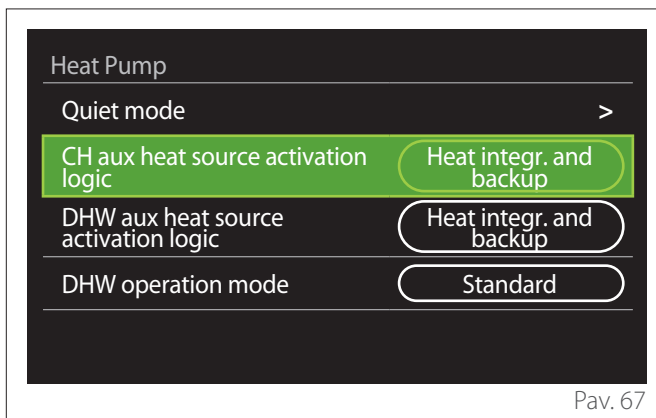 Heat Pump
Quiet mode >
CH aux heat source activation
logic
Heat integr. and
backup
DHW aux heat source
activation logic
Heat integr. and
backup
DHW operation mode
Standard
Pav. 67